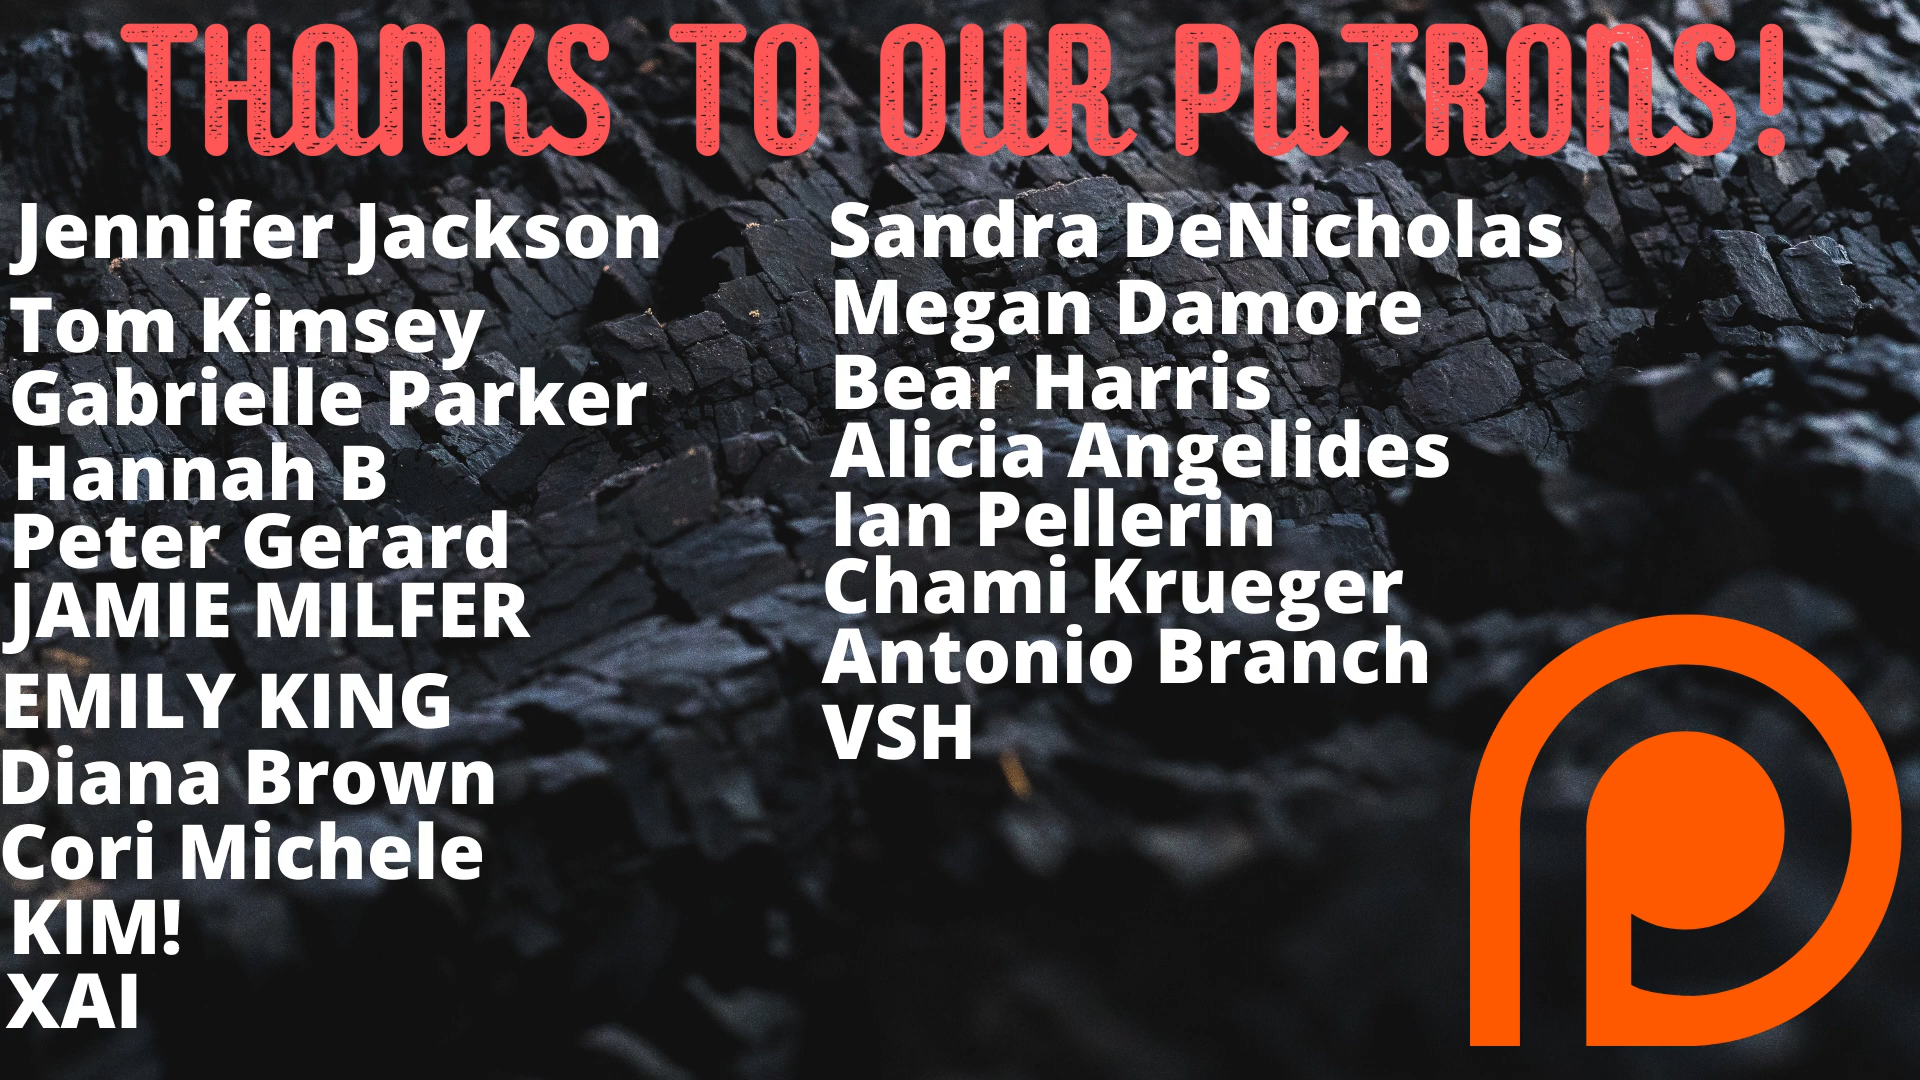 THANKS TO OUR PATRONS!
Jennifer Jackson
Tom Kimsey
Gabrielle Parker
Hannah B
Peter Gerard
JAMIE MILFER
EMILY KING
Diana Brown
Cori Michele
KIM!
XAI
Sandra DeNicholas
Megan Damore
Bear Harris
Alicia Angelides
Ian Pellerin
Chami Krueger
Antonio Branch
VSH